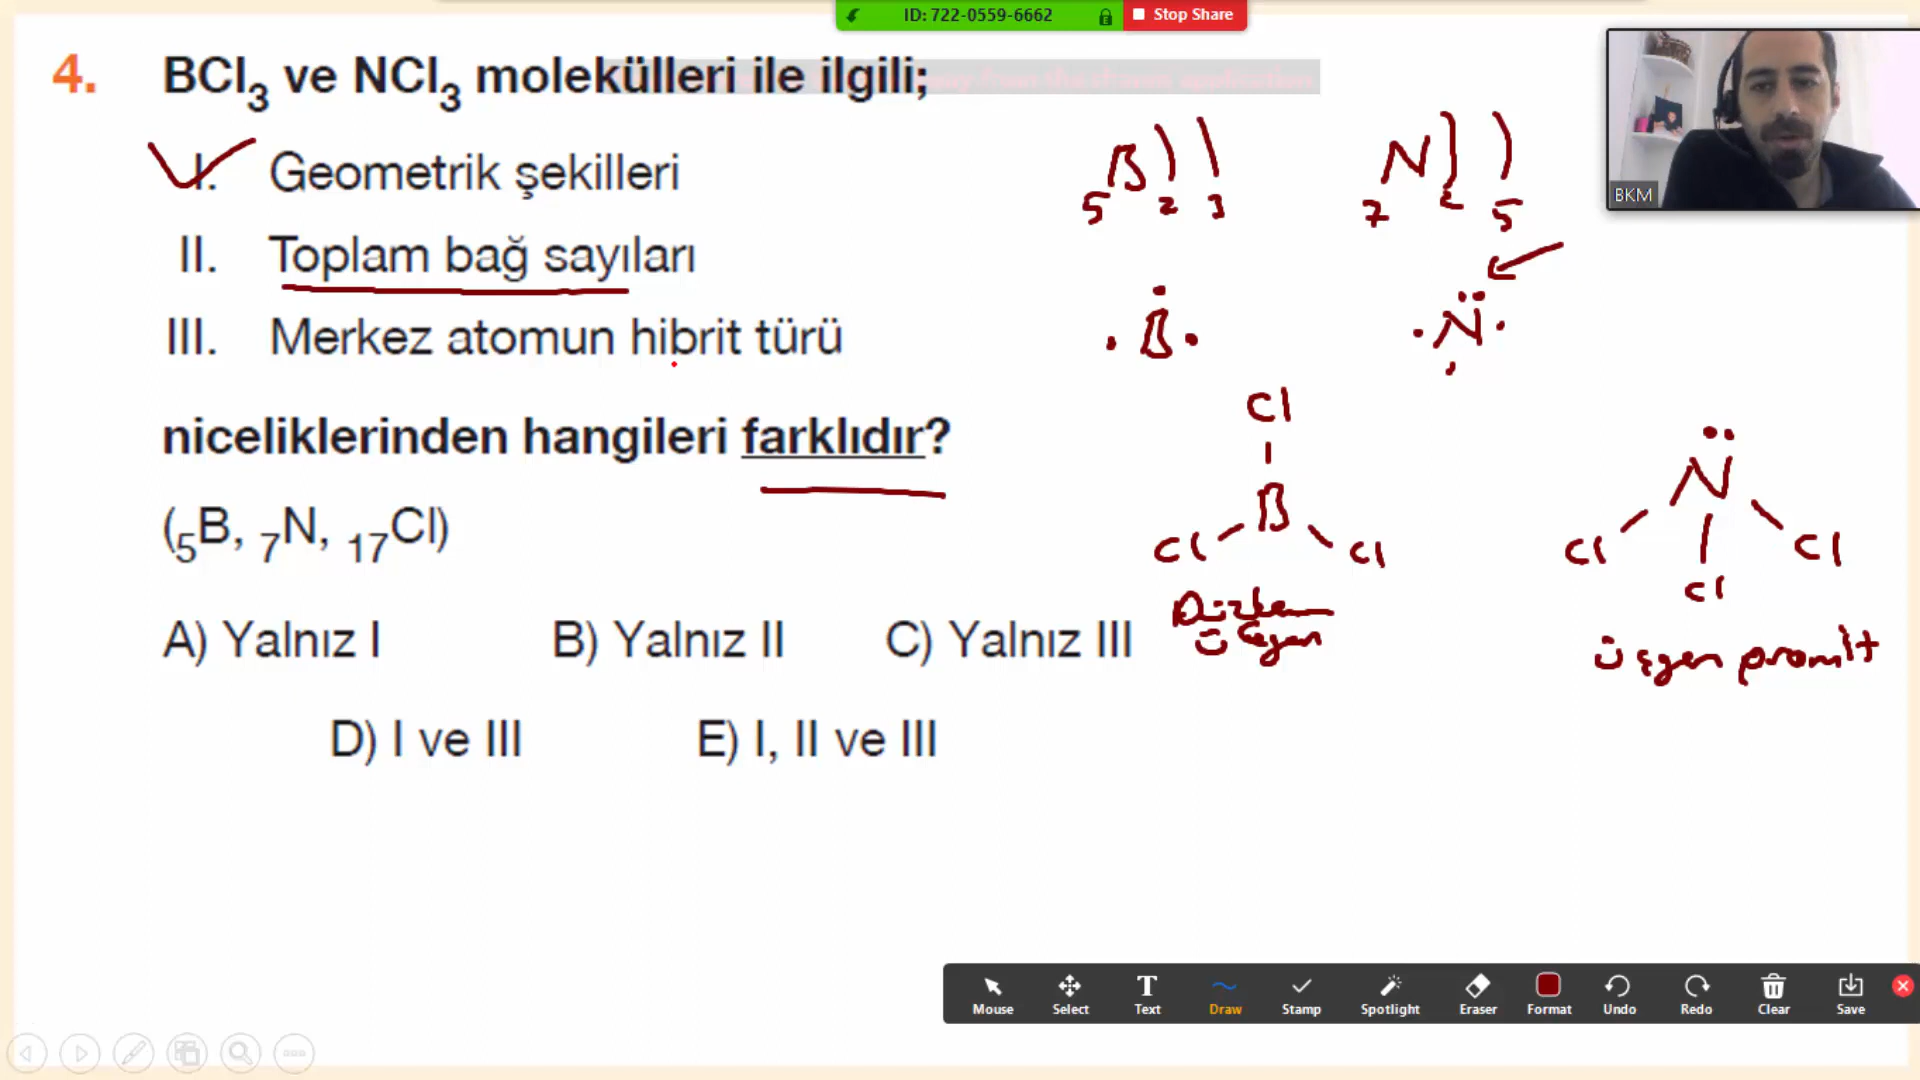 ID: 722-0559-6662
Stop Share
4. BCl3 ve NCl3 molekülleri ile ilgili;
I. Geometrik şekilleri
II. Toplam bağ sayıları
III. Merkez atomun hibrit türü
niceliklerinden hangileri farklıdır?
(5B, 7N, 17Cl)
A) Yalnız I B) Yalnız II C) Yalnız III
D) I ve III E) I, II ve III
B 5 2 3
N 7 2 5
B
N
Cl
B
Cl Cl
Düzlem
üçgen
N
Cl Cl
Cl
üçgen piramit
BKM
Mouse Select Text Draw Stamp Spotlight Eraser Format Undo Redo Clear Save